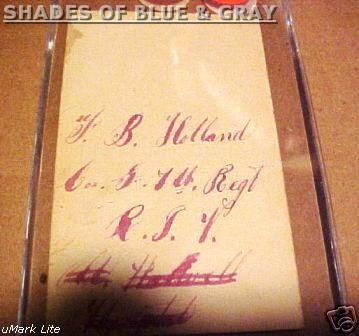 SHADES OF BLUE & GRAY
F. B. Holland
Co. F. 7th. Regt
R. I. V.
uMark Lite